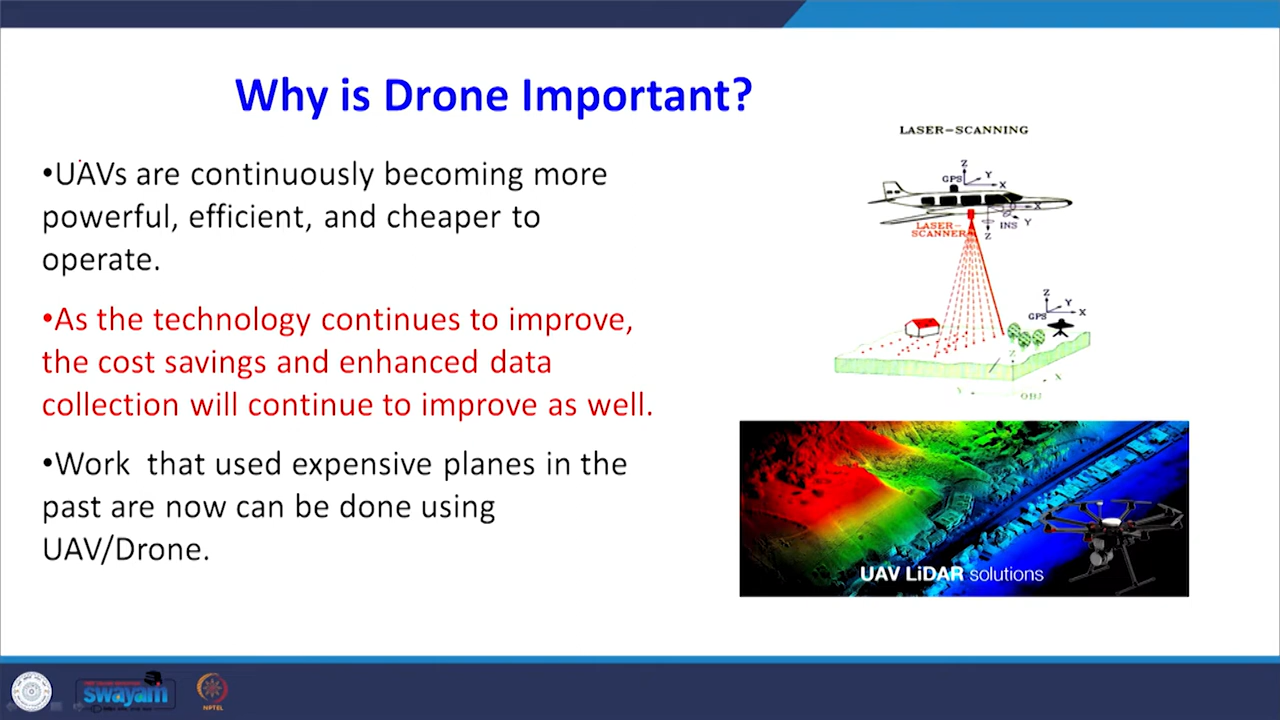 Why is Drone Important?
•UAVs are continuously becoming more
powerful, efficient, and cheaper to
operate.
•As the technology continues to improve,
the cost savings and enhanced data
collection will continue to improve as well.
•Work that used expensive planes in the
past are now can be done using
UAV/Drone.
LASER-SCANNING
Z
GPS Y
X
X
INS Y
Z
LASER-
SCANNER
Z
Y
GPS X
Z
Y X
OBJ
UAV LiDAR solutions
swayam
NPTEL